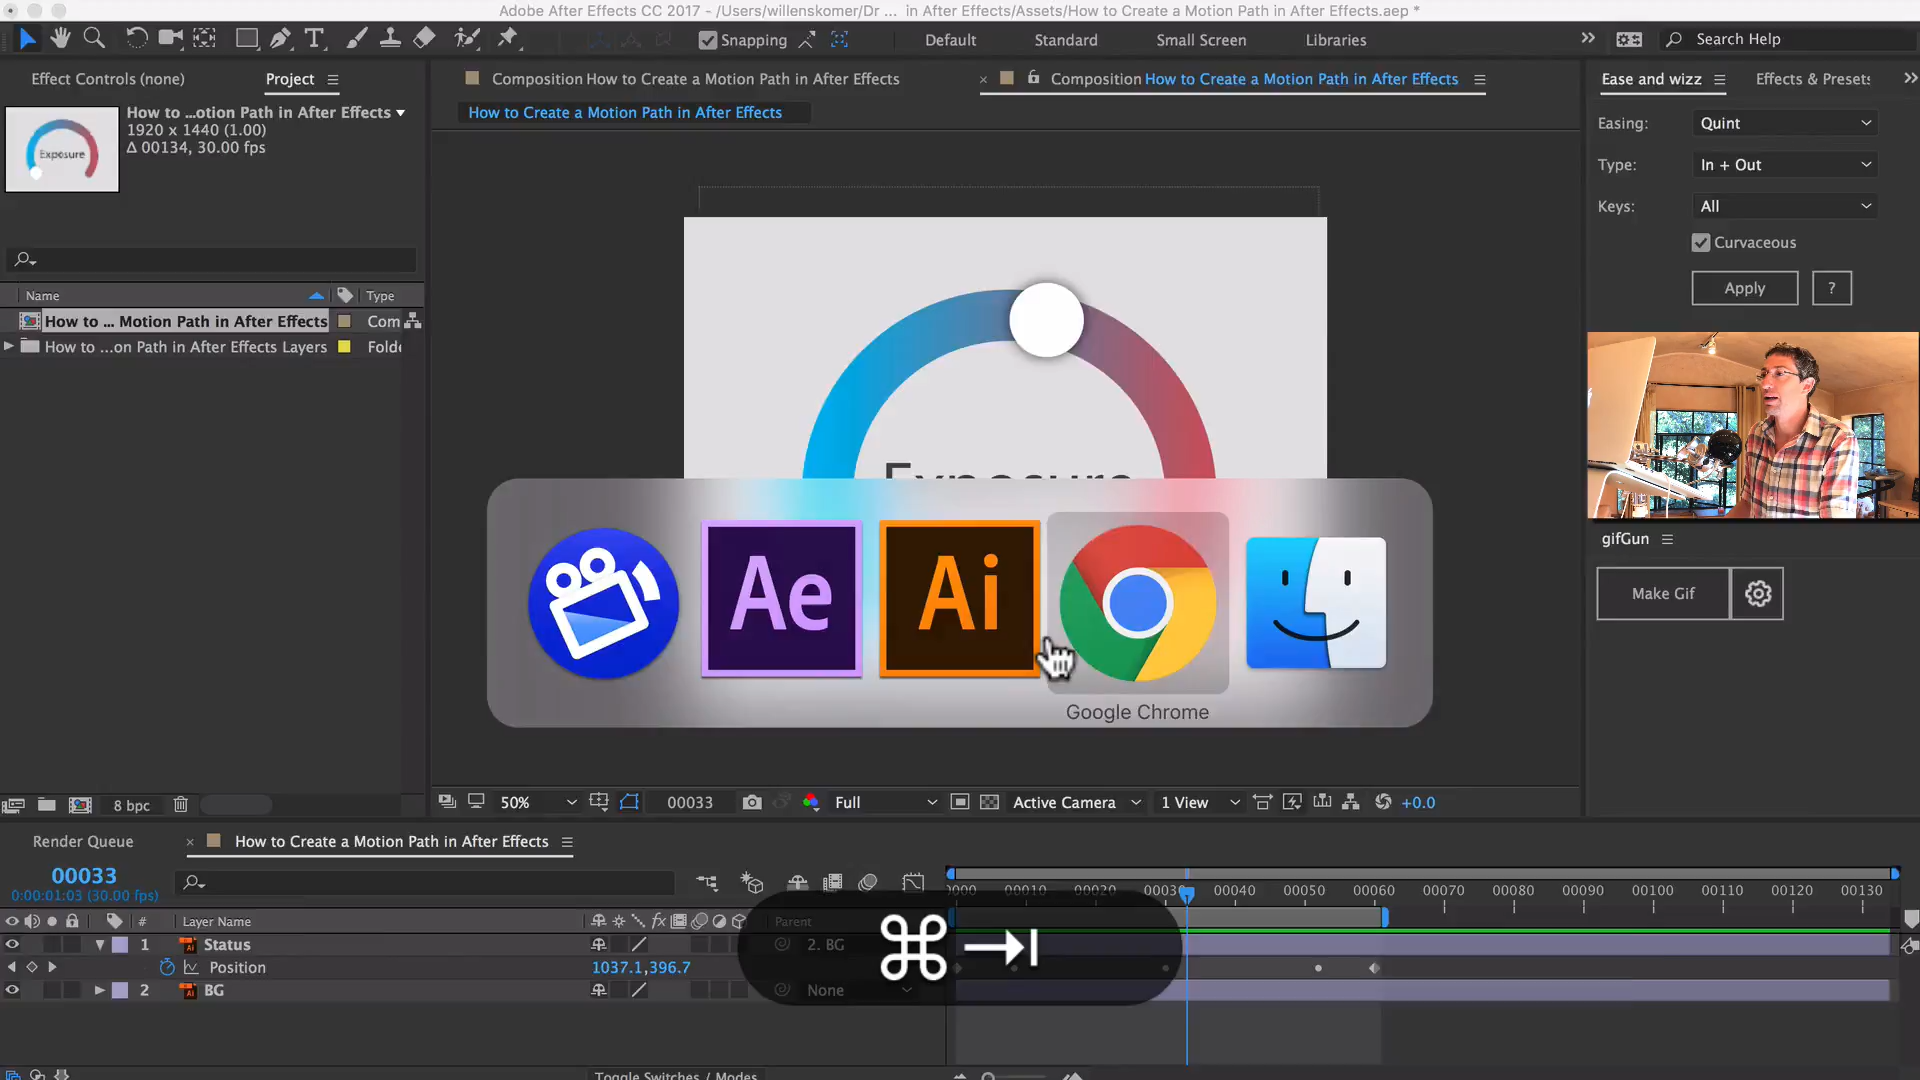 Adobe After Effects CC 2017 - /Users/willenskomer/Dr ... in After Effects/Assets/How to Create a Motion Path in After Effects.aep *
Snapping
Default
Standard
Small Screen
Libraries
Search Help
Effect Controls (none)
Project
Composition How to Create a Motion Path in After Effects
Composition How to Create a Motion Path in After Effects
How to Create a Motion Path in After Effects
Ease and wizz
Effects & Presets
How to ...otion Path in After Effects
1920 x 1440 (1.00)
Δ 00134, 30.00 fps
Exposure
Easing:
Quint
Type:
In + Out
Keys:
All
Curvaceous
Apply
?
Name
Type
How to ... Motion Path in After Effects
Com
How to ...on Path in After Effects Layers
Folde
Exposure
Ae
Ai
Google Chrome
gifGun
Make Gif
8 bpc
50%
00033
Full
Active Camera
1 View
+0.0
Render Queue
How to Create a Motion Path in After Effects
00033
0:00:01:03 (30.00 fps)
0000
00010
00020
00030
00040
00050
00060
00070
00080
00090
00100
00110
00120
00130
#
Layer Name
fx
Parent
1
Status
2. BG
Position
1037.1,396.7
2
BG
None
⌘ ⇥
Toggle Switches / Modes